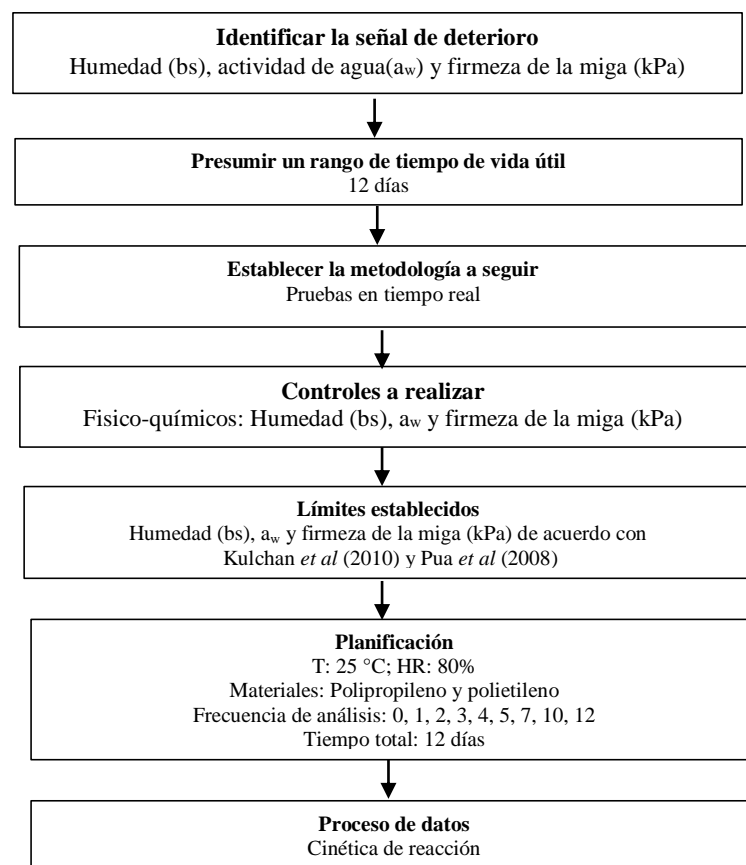 Identificar la señal de deterioro
Humedad (bs), actividad de agua(aw) y firmeza de la miga (kPa)
Presumir un rango de tiempo de vida útil
12 días
Establecer la metodología a seguir
Pruebas en tiempo real
Controles a realizar
Fisico-químicos: Humedad (bs), aw y firmeza de la miga (kPa)
Límites establecidos
Humedad (bs), aw y firmeza de la miga (kPa) de acuerdo con
Kulchan et al (2010) y Pua et al (2008)
Planificación
T: 25 °C; HR: 80%
Materiales: Polipropileno y polietileno
Frecuencia de análisis: 0, 1, 2, 3, 4, 5, 7, 10, 12
Tiempo total: 12 días
Proceso de datos
Cinética de reacción